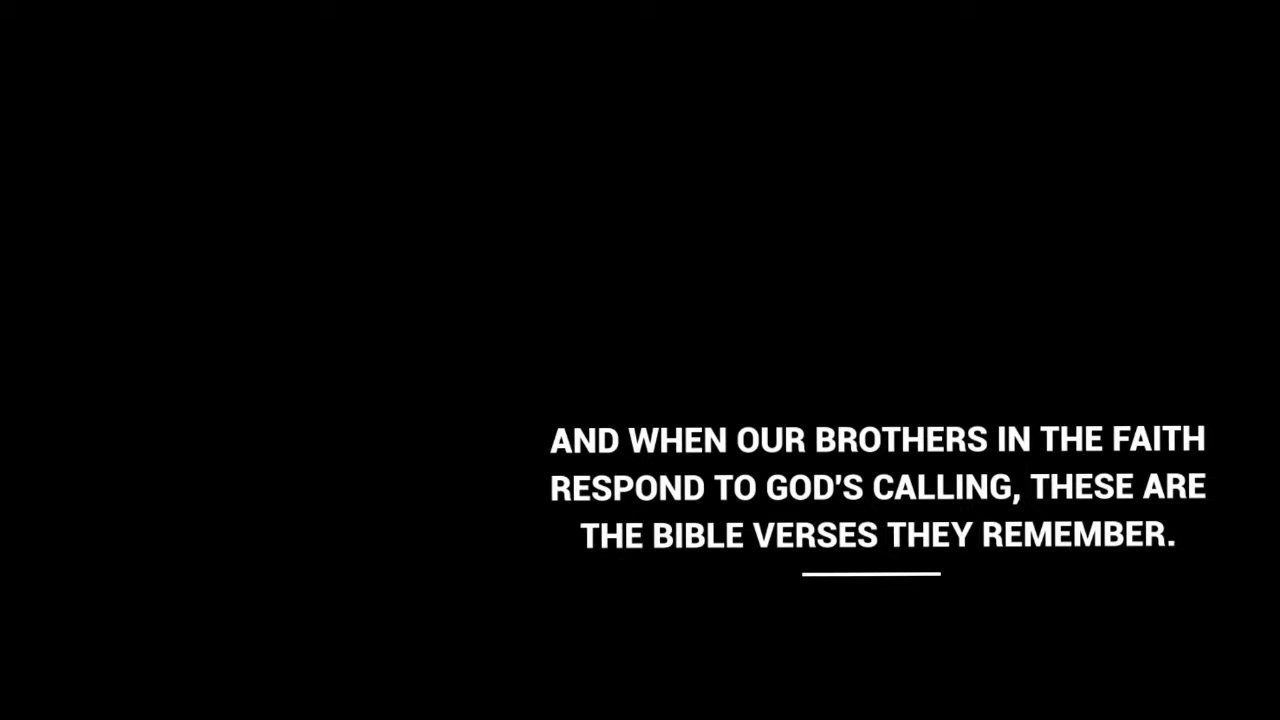 AND WHEN OUR BROTHERS IN THE FAITH
RESPOND TO GOD'S CALLING, THESE ARE
THE BIBLE VERSES THEY REMEMBER.